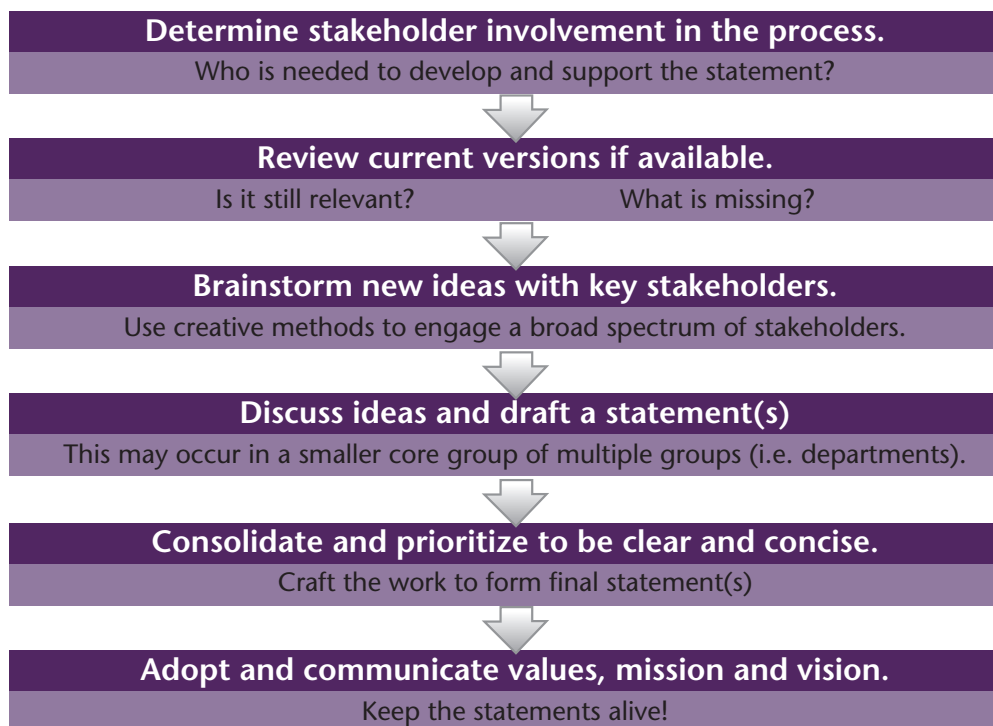 Determine stakeholder involvement in the process.
Who is needed to develop and support the statement?
Review current versions if available.
Is it still relevant? What is missing?
Brainstorm new ideas with key stakeholders.
Use creative methods to engage a broad spectrum of stakeholders.
Discuss ideas and draft a statement(s)
This may occur in a smaller core group of multiple groups (i.e. departments).
Consolidate and prioritize to be clear and concise.
Craft the work to form final statement(s)
Adopt and communicate values, mission and vision.
Keep the statements alive!